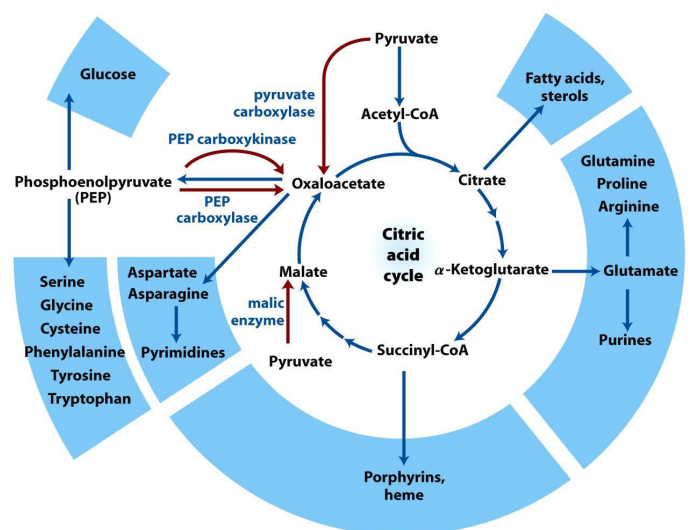 Pyruvate
Glucose
Fatty acids,
sterols
pyruvate
carboxylase
Acetyl-CoA
PEP carboxykinase
Phosphoenolpyruvate
(PEP)
Oxaloacetate
Citrate
Glutamine
Proline
Arginine
PEP
carboxylase
Citric
acid
cycle
Aspartate
Asparagine
Malate
α-Ketoglutarate
Glutamate
Serine
Glycine
Cysteine
Phenylalanine
Tyrosine
Tryptophan
malic
enzyme
Pyrimidines
Pyruvate
Succinyl-CoA
Purines
Porphyrins,
heme